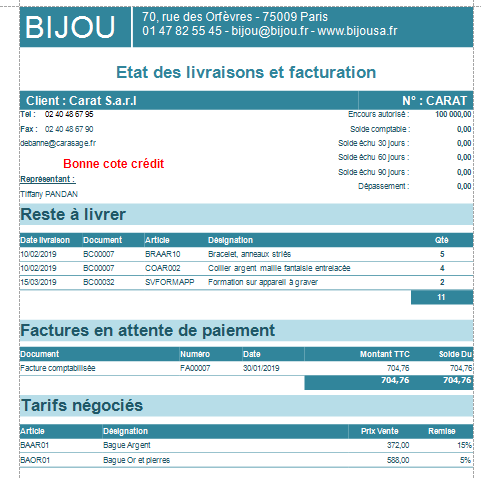 BIJOU
70, rue des Orfèvres - 75009 Paris
01 47 82 55 45 - bijou@bijou.fr - www.bijousa.fr
Etat des livraisons et facturation
Client : Carat S.a.r.l N° : CARAT
Tel : 02 40 48 67 95 Encours autorisé : 100 000,00
Fax : 02 40 48 67 90 Solde comptable : 0,00
debanne@carasage.fr Solde échu 30 jours : 0,00
Bonne cote crédit Solde échu 60 jours : 0,00
Représentant : Solde échu 90 jours : 0,00
Tiffany PANDAN Dépassement : 0,00
Reste à livrer
Date livraison Document Article Désignation Qté
10/02/2019 BC00007 BRAAR10 Bracelet, anneaux striés 5
10/02/2019 BC00007 COAR002 Collier argent maille fantaisie entrelacée 4
15/03/2019 BC00032 SVFORMAPP Formation sur appareil à graver 2
11
Factures en attente de paiement
Document Numéro Date Montant TTC Solde Du
Facture comptabilisée FA00007 30/01/2019 704,76 704,76
704,76 704,76
Tarifs négociés
Article Désignation Prix Vente Remise
BAAR01 Bague Argent 372,00 15%
BAOR01 Bague Or et pierres 588,00 5%